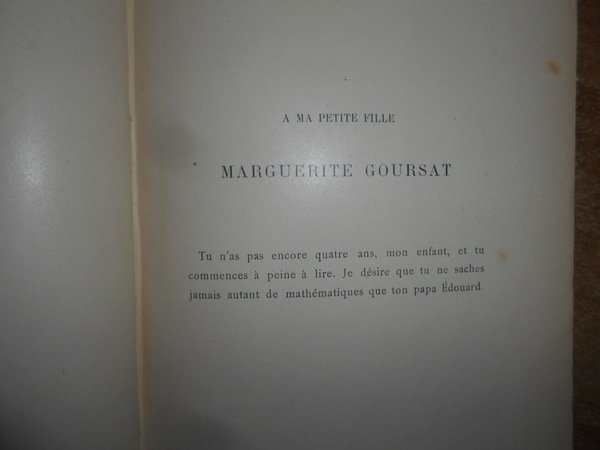 A MA PETITE FILLE
MARGUERITE GOURSAT
Tu n'as pas encore quatre ans, mon enfant, et tu
commences à peine à lire. Je désire que tu ne saches
jamais autant de mathématiques que ton papa Édouard.